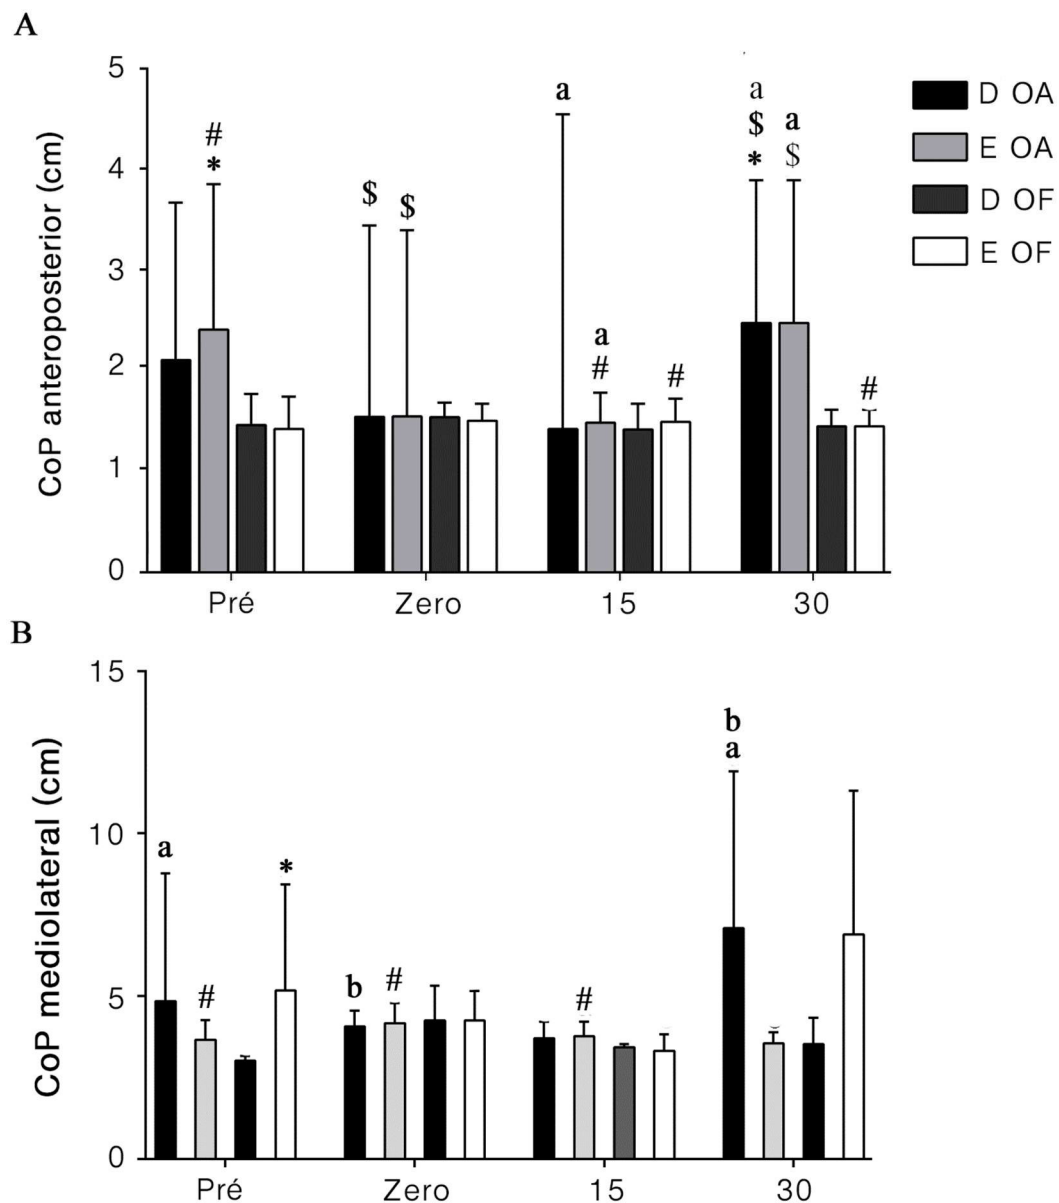 A
5
4
3
2
1
0
CoP anteroposterior (cm)
#
*
$
$
a
a
#
#
a
$
*
a
$
#
Pré Zero 15 30
D OA
E OA
D OF
E OF
B
15
10
5
0
CoP mediolateral (cm)
a
#
*
b
#
#
b
a
Pré Zero 15 30